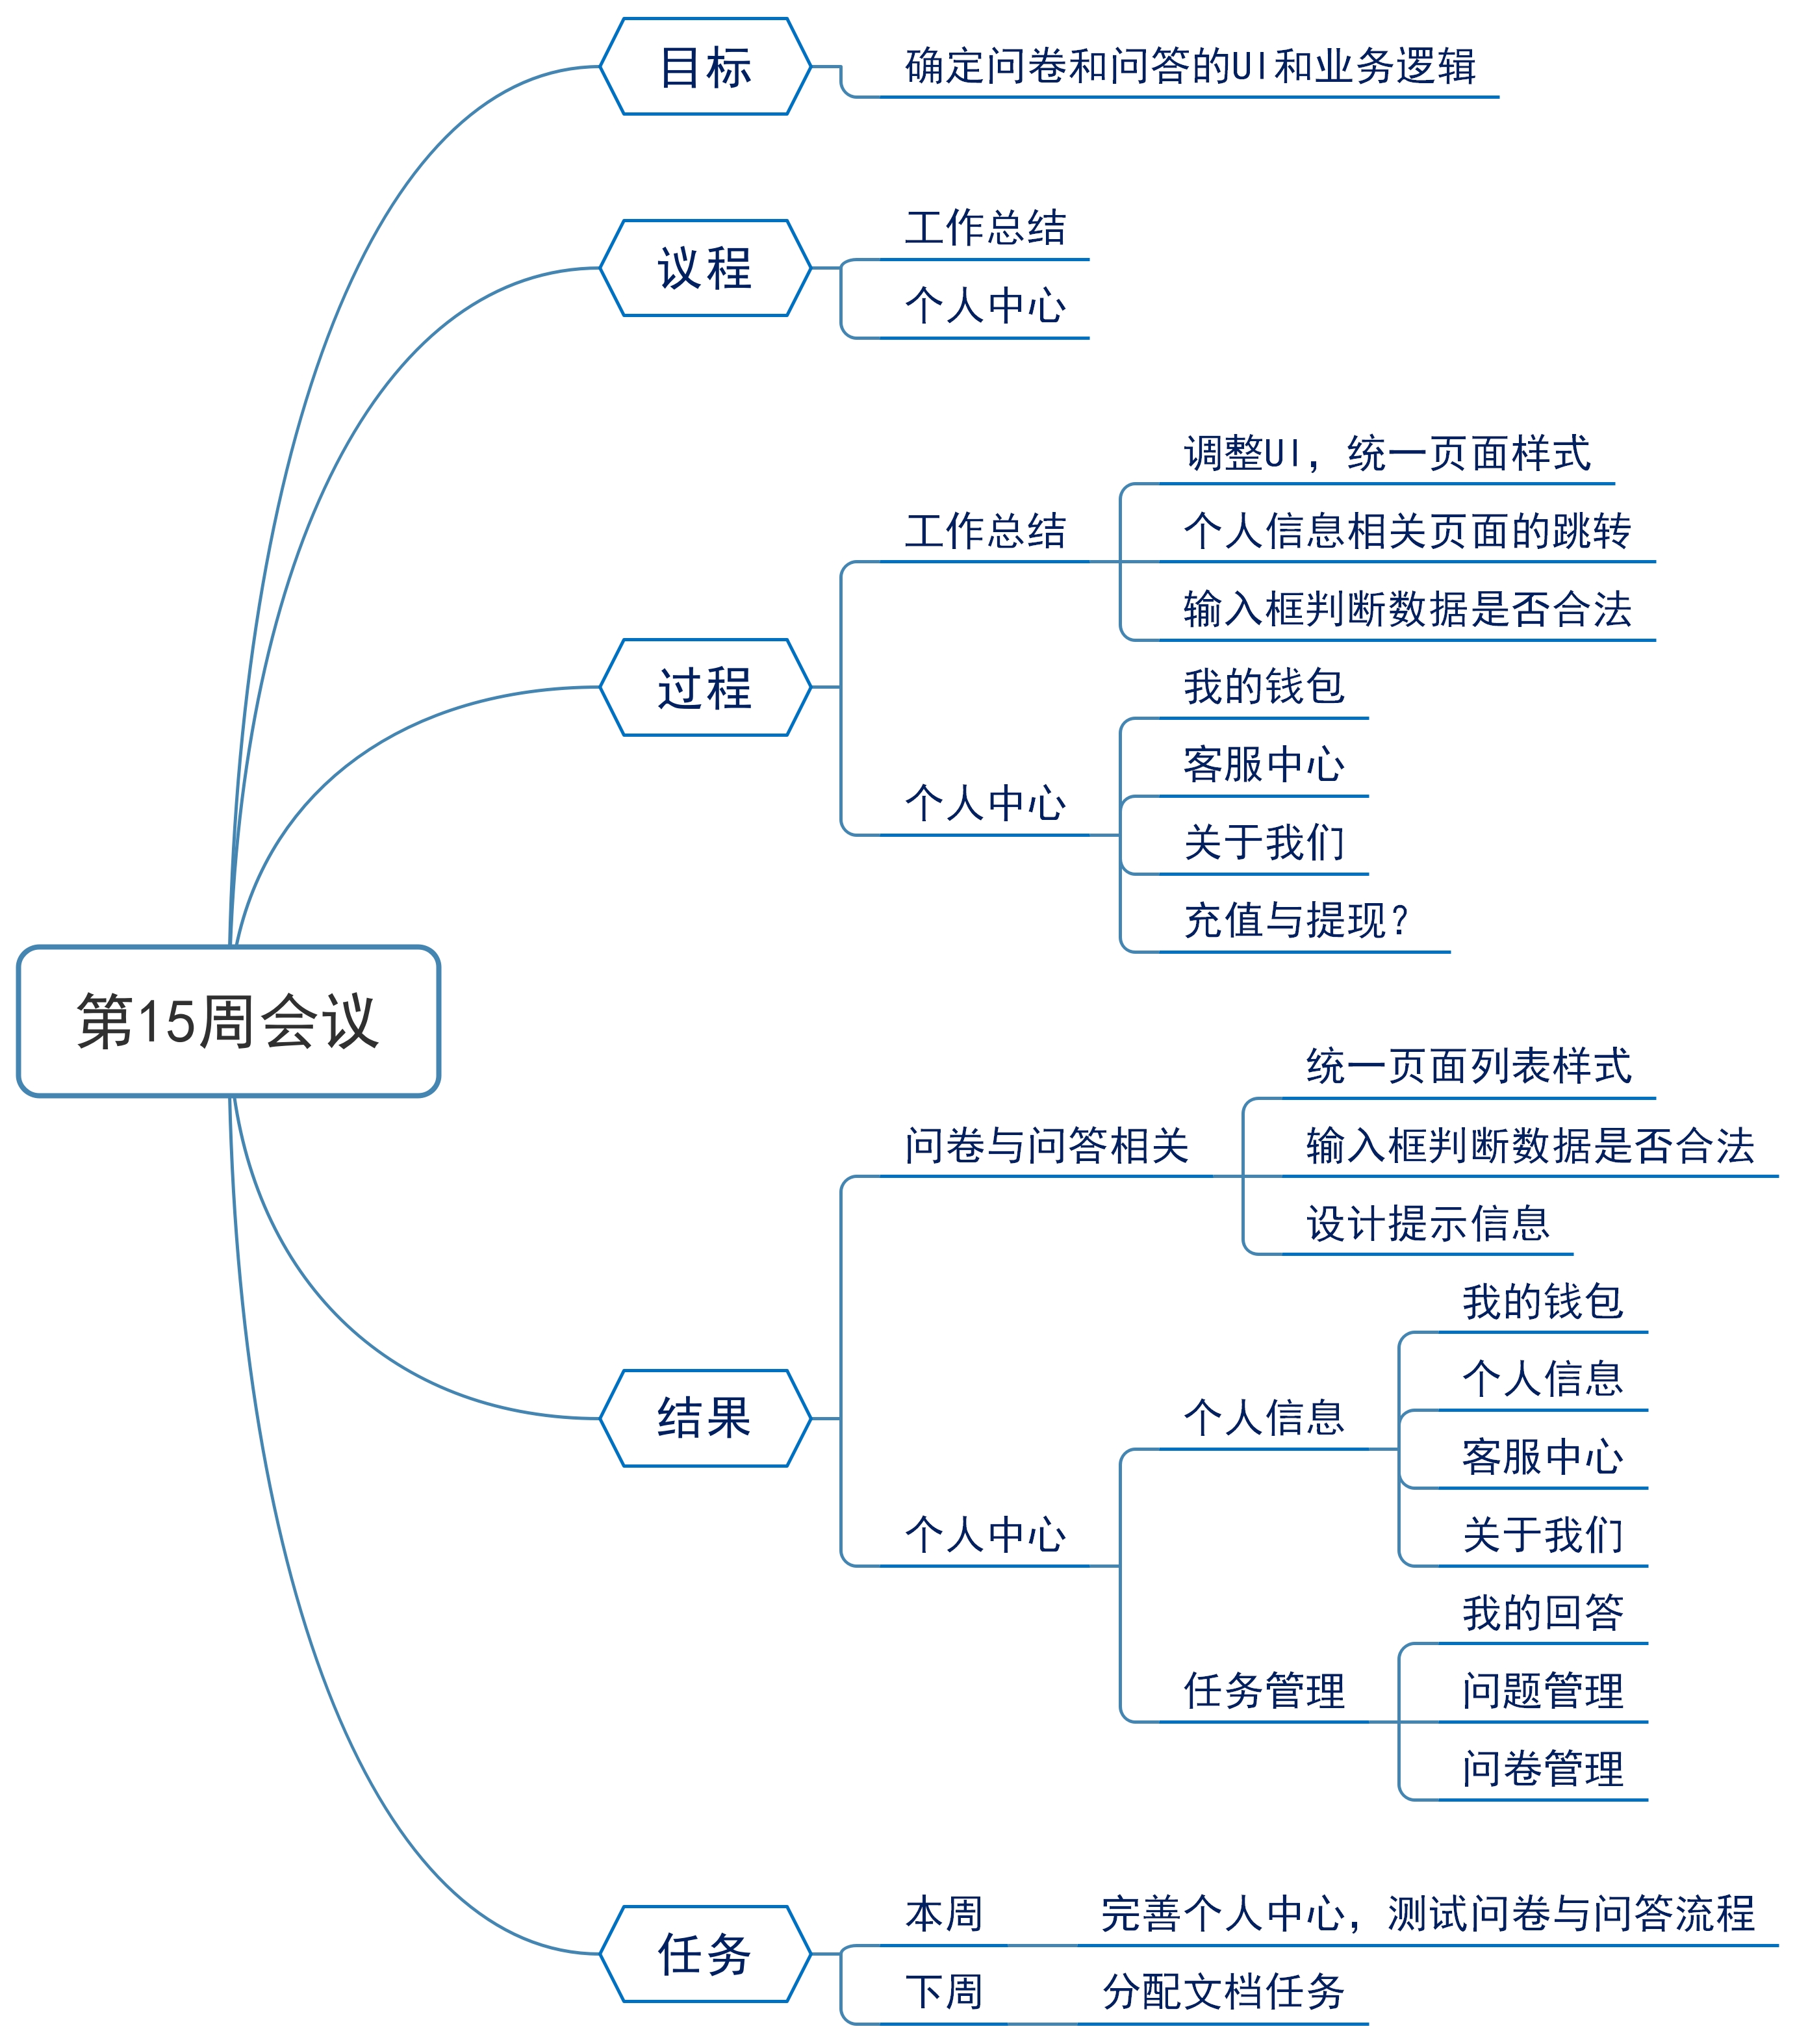 目标
确定问卷和问答的UI和业务逻辑
议程
工作总结
个人中心
过程
工作总结
调整UI，统一页面样式
个人信息相关页面的跳转
输入框判断数据是否合法
个人中心
我的钱包
客服中心
关于我们
充值与提现？
第15周会议
结果
问卷与问答相关
统一页面列表样式
输入框判断数据是否合法
设计提示信息
个人中心
个人信息
我的钱包
个人信息
客服中心
关于我们
任务管理
我的回答
问题管理
问卷管理
任务
本周
完善个人中心，测试问卷与问答流程
下周
分配文档任务